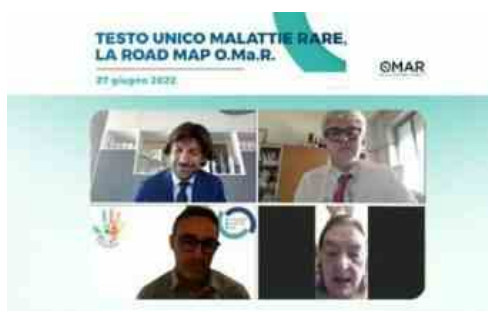 TESTO UNICO MALATTIE RARE,
LA ROAD MAP O.Ma.R.
27 giugno 2022
OMAR